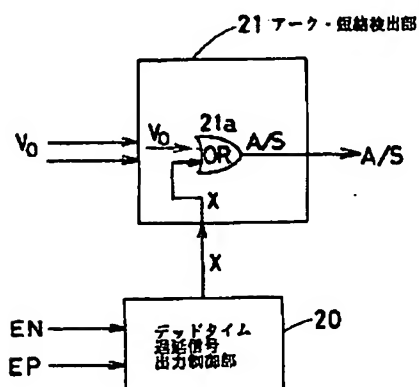 21 アーク・短絡検出部
V₀
V₀
21a
OR
A/S
A/S
X
X
EN
EP
デッドタイム
遅延信号
出力制御部
20